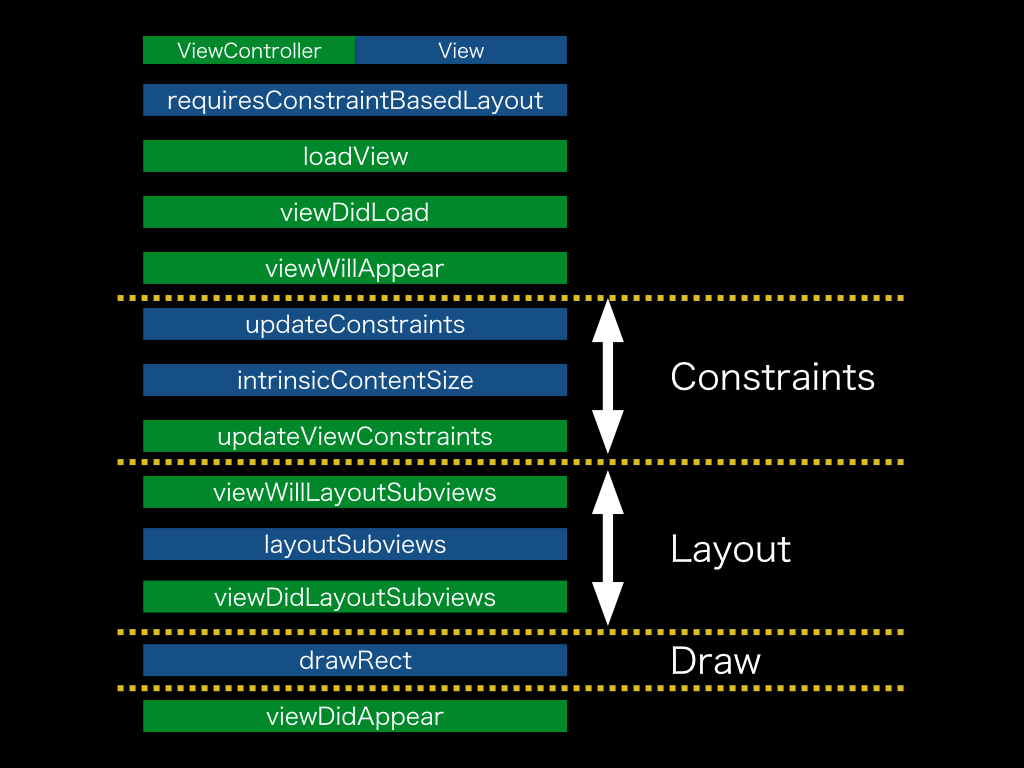 ViewController View
requiresConstraintBasedLayout
loadView
viewDidLoad
viewWillAppear
updateConstraints
intrinsicContentSize
Constraints
updateViewConstraints
viewWillLayoutSubviews
layoutSubviews
Layout
viewDidLayoutSubviews
drawRect
Draw
viewDidAppear